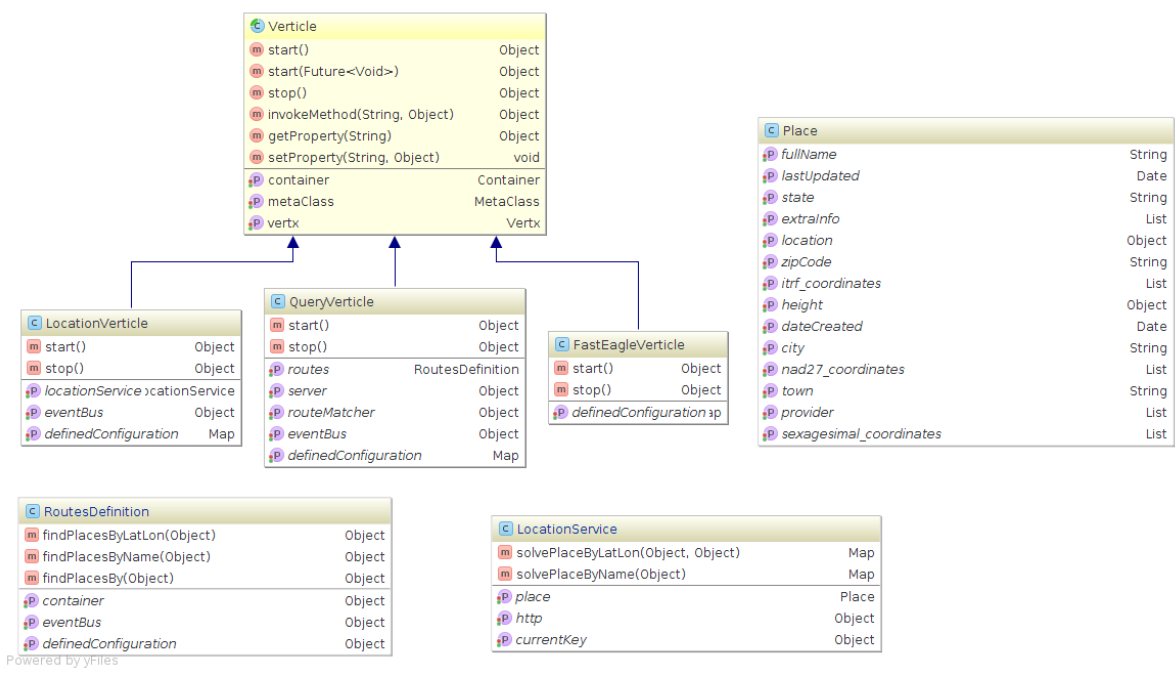 Verticle
start() Object
start(Future<Void>) Object
stop() Object
invokeMethod(String, Object) Object
getProperty(String) Object
setProperty(String, Object) void
container Container
metaClass MetaClass
vertx Vertx
Place
fullName String
lastUpdated Date
state String
extraInfo List
location Object
zipCode String
itrf_coordinates List
height Object
dateCreated Date
city String
nad27_coordinates List
town String
provider List
sexagesimal_coordinates List
LocationVerticle
start() Object
stop() Object
locationService ocationService
eventBus Object
definedConfiguration Map
QueryVerticle
start() Object
stop() Object
routes RoutesDefinition
server Object
routeMatcher Object
eventBus Object
definedConfiguration Map
FastEagleVerticle
start() Object
stop() Object
definedConfiguration ap
RoutesDefinition
findPlacesByLatLon(Object) Object
findPlacesByName(Object) Object
findPlacesBy(Object) Object
container Object
eventBus Object
definedConfiguration Object
LocationService
solvePlaceByLatLon(Object, Object) Map
solvePlaceByName(Object) Map
place Place
http Object
currentKey Object
Powered by yFiles